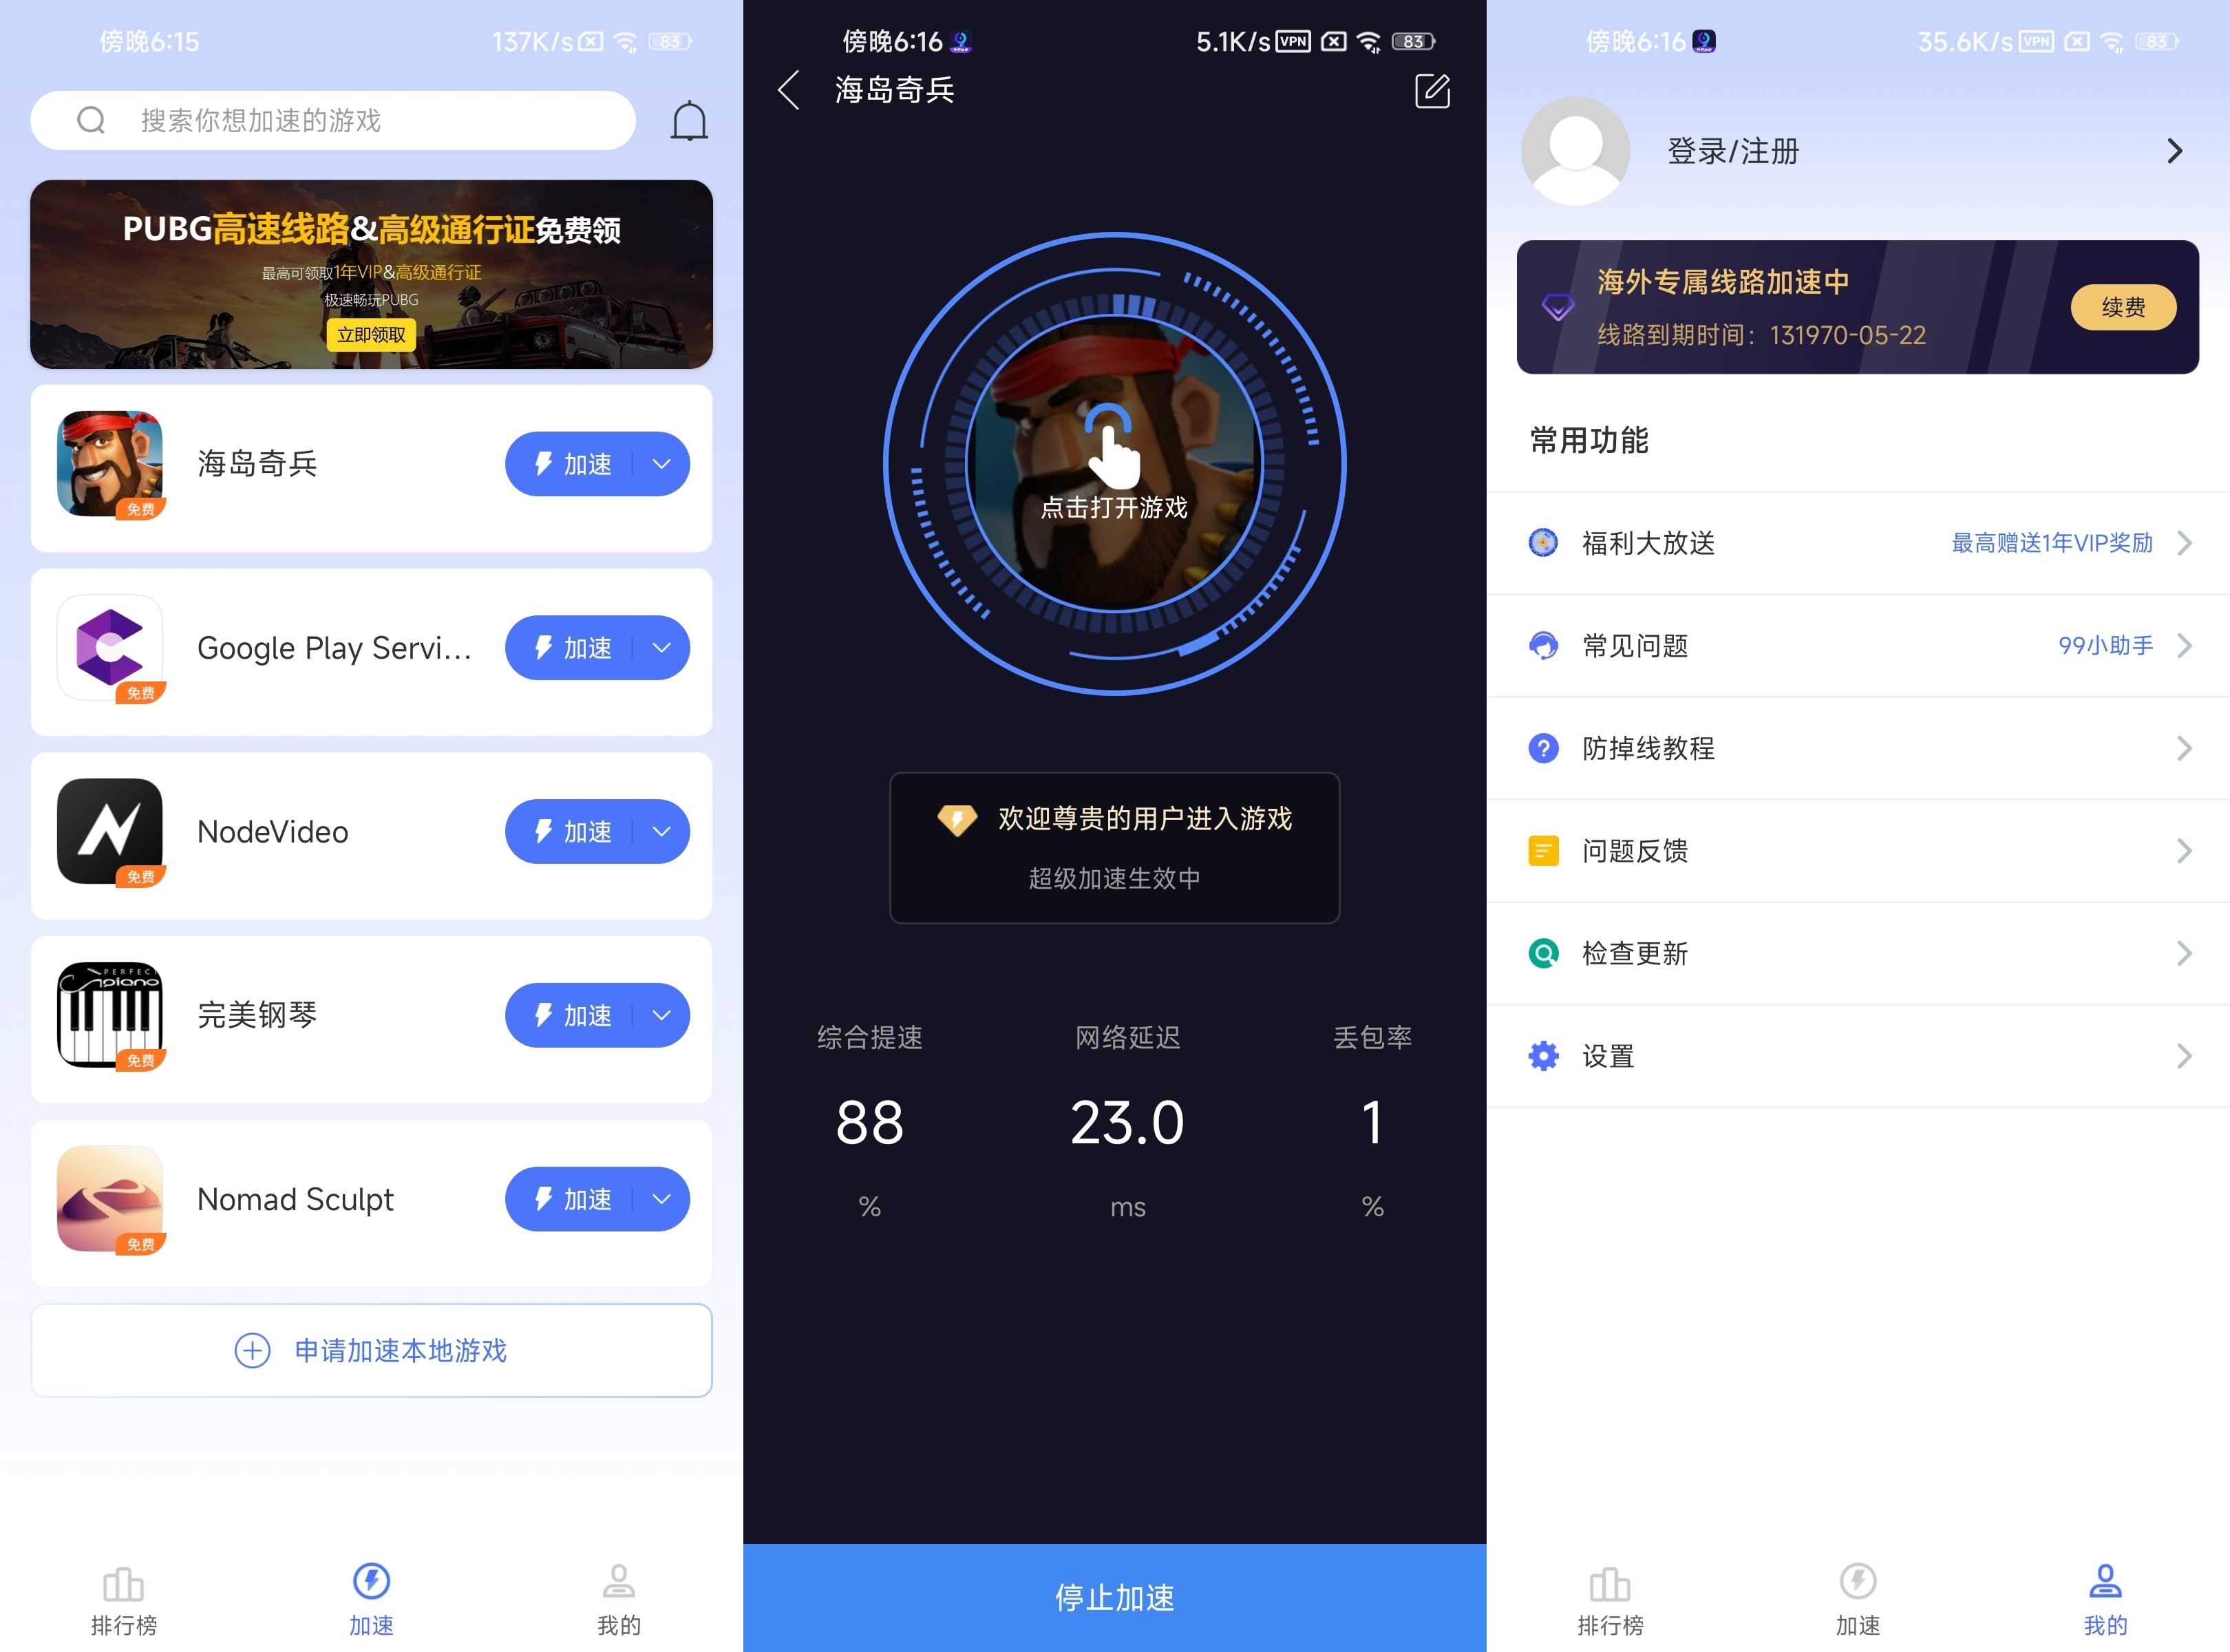 傍晚6:15
137K/s
83
搜索你想加速的游戏
PUBG高速线路&高级通行证免费领
最高可领取1年VIP&高级通行证
极速畅玩PUBG
立即领取
海岛奇兵
免费
加速
Google Play Servi...
免费
加速
NodeVideo
免费
加速
PERFECT
piano
完美钢琴
免费
加速
Nomad Sculpt
免费
加速
申请加速本地游戏
排行榜
加速
我的
傍晚6:16
5.1K/s
VPN
83
海岛奇兵
点击打开游戏
欢迎尊贵的用户进入游戏
超级加速生效中
综合提速
网络延迟
丢包率
88
23.0
1
%
ms
%
停止加速
傍晚6:16
35.6K/s
VPN
83
登录/注册
海外专属线路加速中
线路到期时间：131970-05-22
续费
常用功能
福利大放送
最高赠送1年VIP奖励
常见问题
99小助手
防掉线教程
问题反馈
检查更新
设置
排行榜
加速
我的